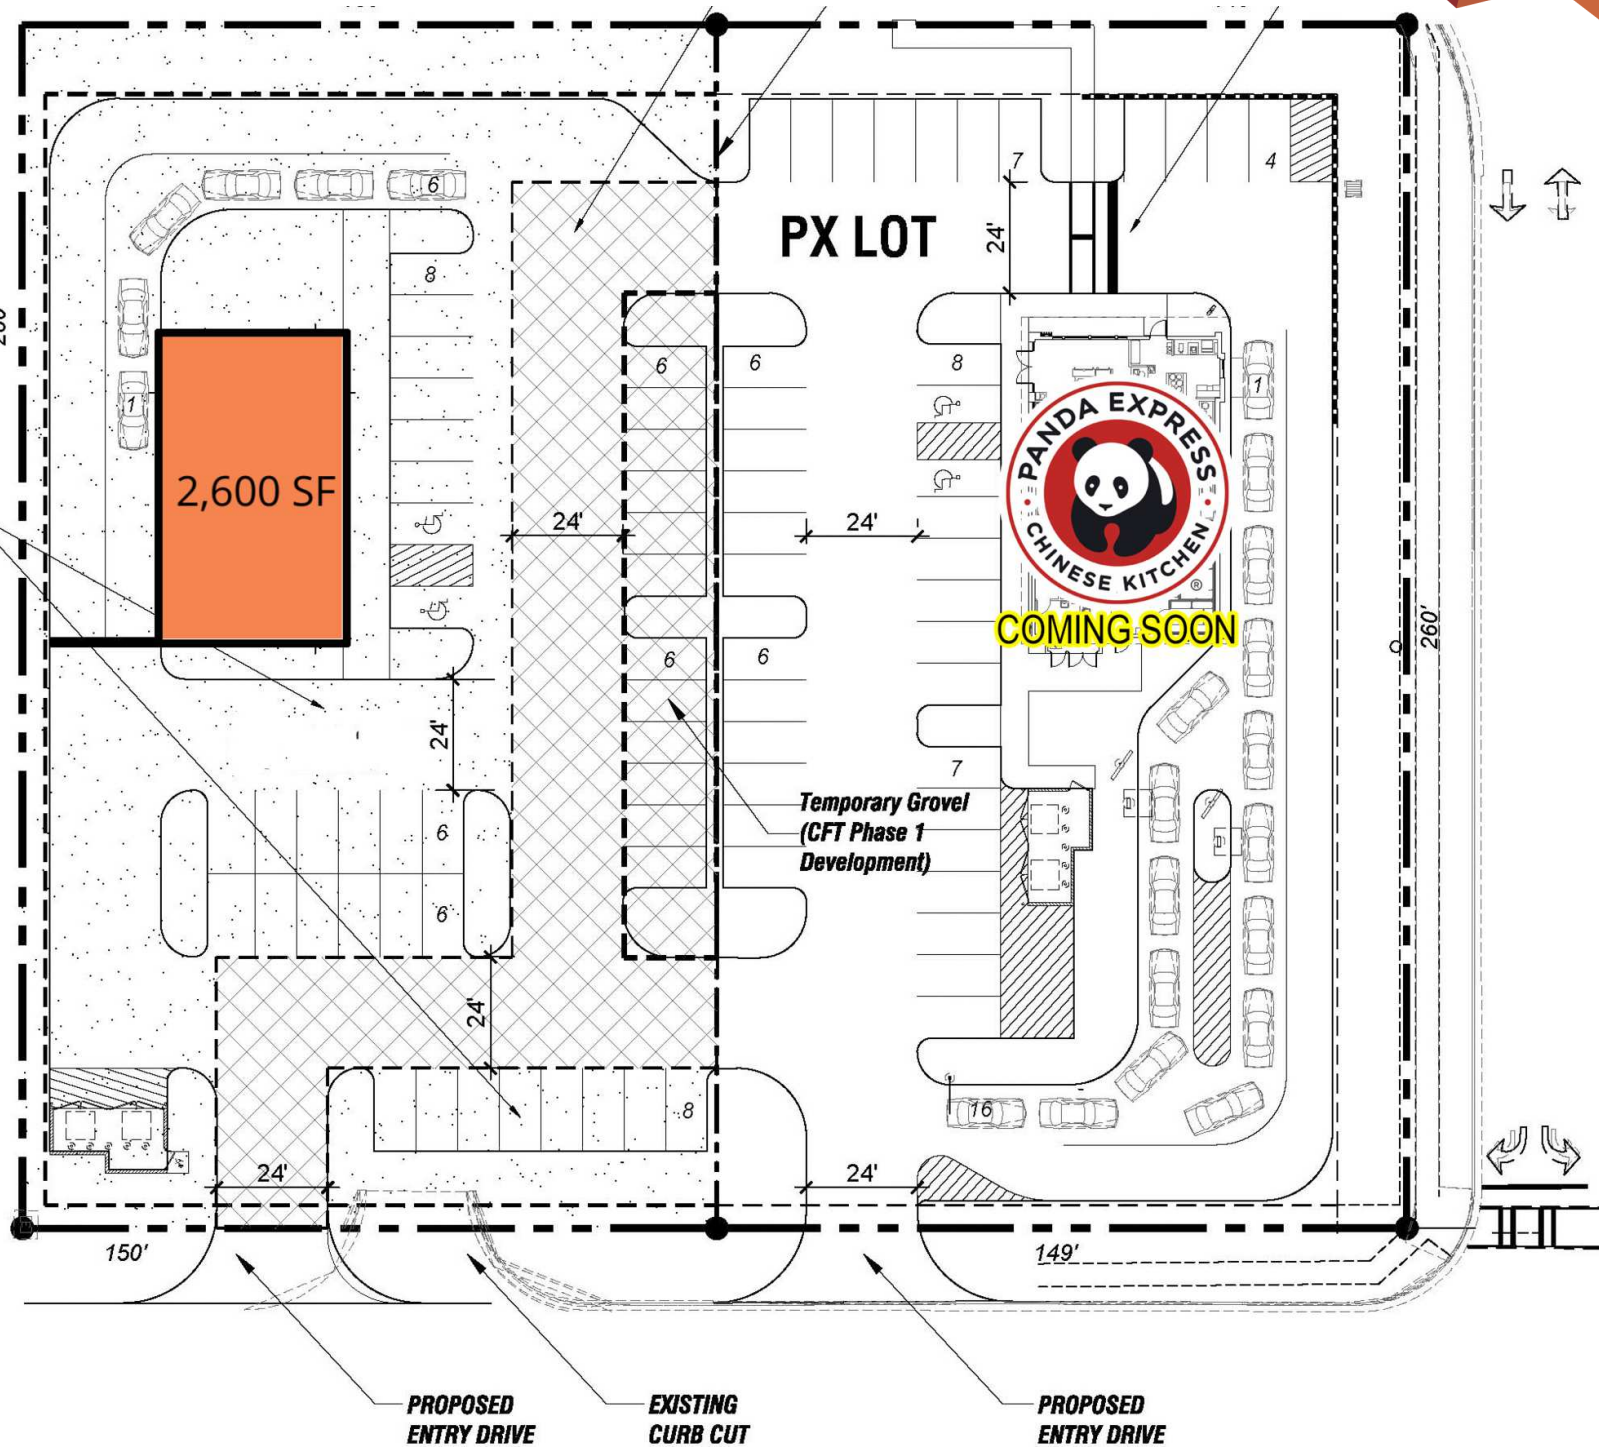 6
7
4
PX LOT
24'
8
6
6
8
1
1
PANDA EXPRESS
CHINESE KITCHEN
2,600 SF
24'
24'
COMING SOON
260'
6
6
24'
7
Temporary Grovel
(CFT Phase 1
Development)
6
6
24'
8
16
24'
24'
150'
149'
PROPOSED
ENTRY DRIVE
EXISTING
CURB CUT
PROPOSED
ENTRY DRIVE